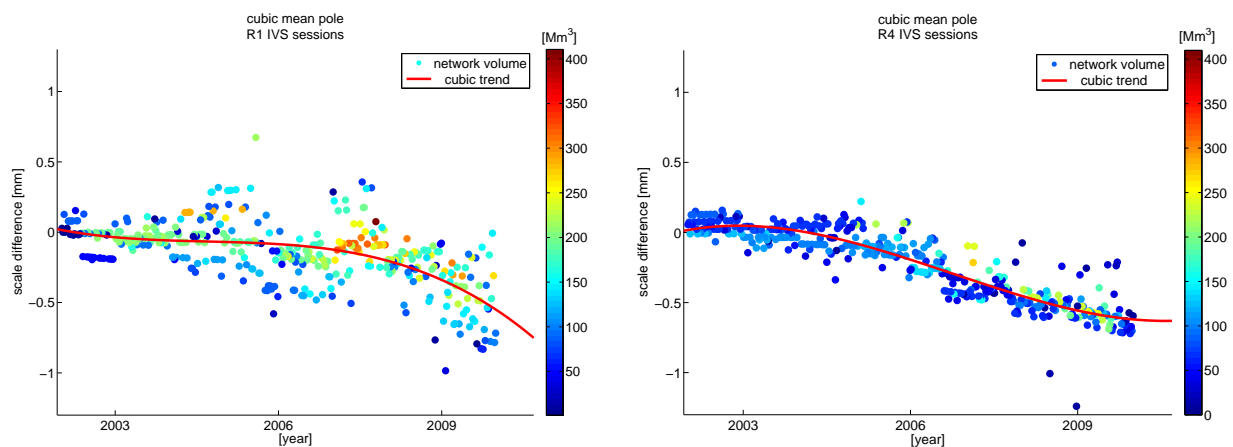 cubic mean pole
R1 IVS sessions
[Mm³]
network volume
cubic trend
1
0.5
0
−0.5
−1
scale difference [mm]
2003
2006
2009
[year]
400
350
300
250
200
150
100
50
cubic mean pole
R4 IVS sessions
[Mm³]
network volume
cubic trend
1
0.5
0
−0.5
−1
scale difference [mm]
2003
2006
2009
[year]
400
350
300
250
200
150
100
50
0